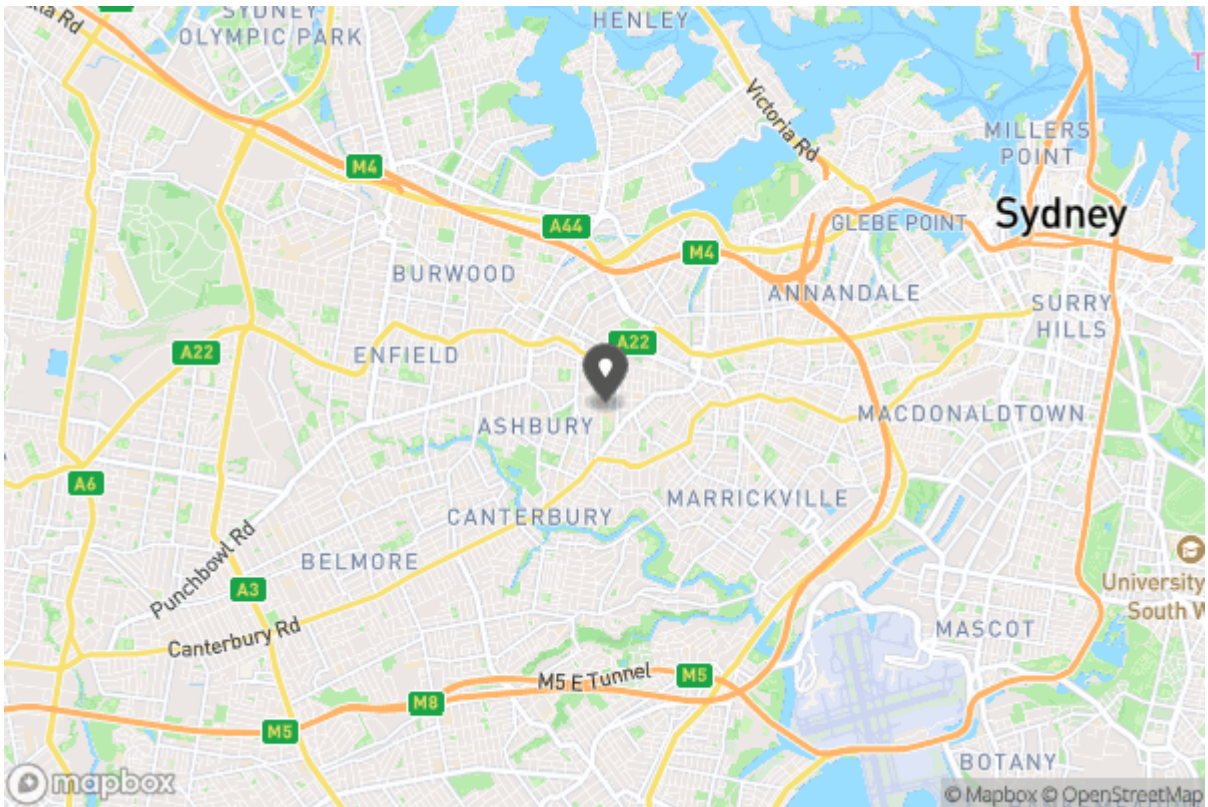 ta Rd
SYDNEY
OLYMPIC PARK
HENLEY
T
Victoria Rd
MILLERS
POINT
M4
A44
GLEBE POINT
Sydney
M4
BURWOOD
ANNANDALE
SURRY
HILLS
A22
A22
ENFIELD
ASHBURY
MACDONALDTOWN
A6
MARRICKVILLE
CANTERBURY
BELMORE
Punchbowl Rd
A3
University
South W
Canterbury Rd
MASCOT
M5 E Tunnel
M5
M8
M5
BOTANY
mapbox
© Mapbox © OpenStreetMap